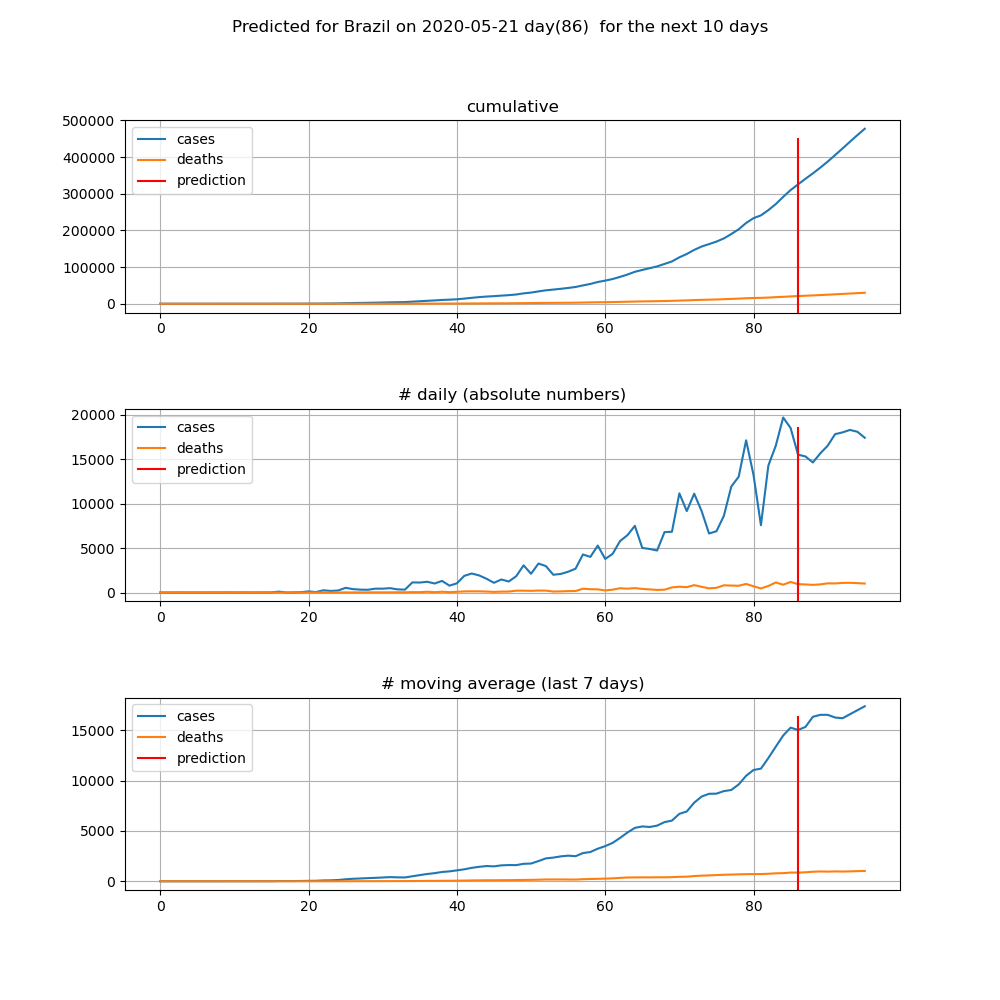 Predicted for Brazil on 2020-05-21 day(86)  for the next 10 days
cumulative
500000
400000
300000
200000
100000
0
cases
deaths
prediction
0 20 40 60 80
# daily (absolute numbers)
20000
15000
10000
5000
0
cases
deaths
prediction
0 20 40 60 80
# moving average (last 7 days)
15000
10000
5000
0
cases
deaths
prediction
0 20 40 60 80